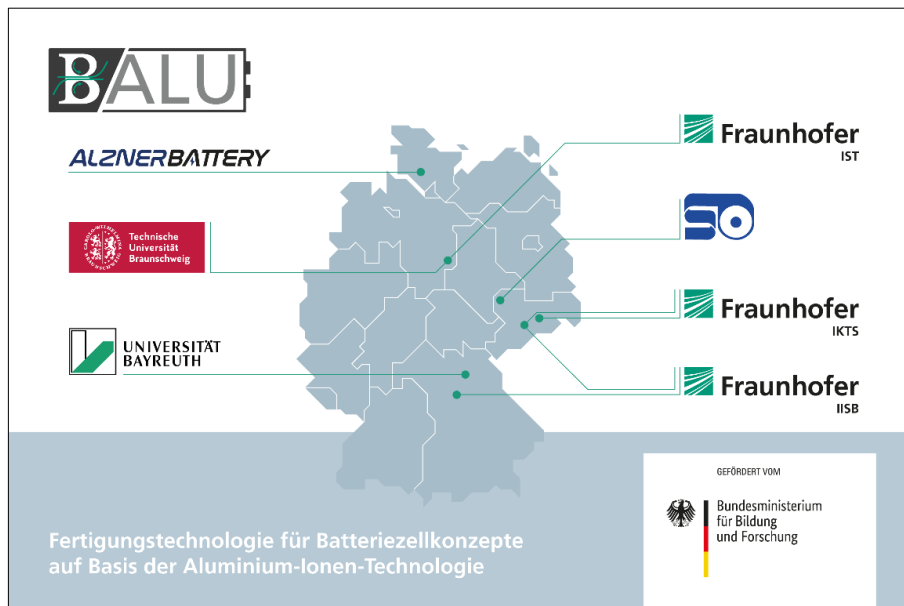 BALU
ALZNERBATTERY
Technische
Universität
Braunschweig
UNIVERSITÄT
BAYREUTH
Fraunhofer
IST
Fraunhofer
IKTS
Fraunhofer
IISB
Fertigungstechnologie für Batteriezellkonzepte
auf Basis der Aluminium-Ionen-Technologie
GEFÖRDERT VOM
Bundesministerium
für Bildung
und Forschung